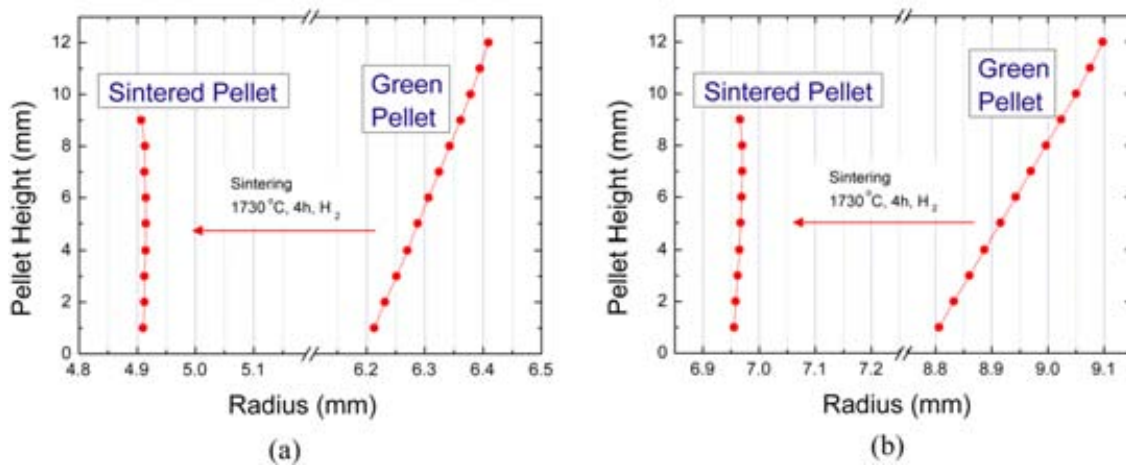 12
10
8
6
4
2
0
Pellet Height (mm)
Sintered Pellet
Green
Pellet
Sintering
1730°C, 4h, H₂
4.8 4.9 5.0 5.1 6.2 6.3 6.4 6.5
Radius (mm)
(a)
12
10
8
6
4
2
0
Pellet Height (mm)
Sintered Pellet
Green
Pellet
Sintering
1730°C, 4h, H₂
6.9 7.0 7.1 7.2 8.8 8.9 9.0 9.1
Radius (mm)
(b)